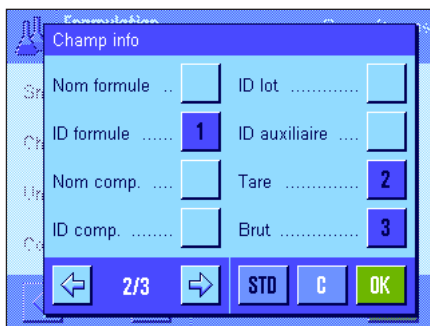 Formulation
Champ info
Nom formule .. ID lot .............
ID formule ...... 1 ID auxiliaire ....
Nom comp. .... Tare .............. 2
ID comp. ....... Brut .............. 3
2/3 STD C OK